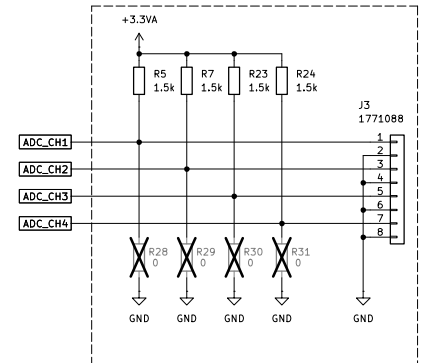 +3.3VA
R5 R7 R23 R24
1.5k 1.5k 1.5k 1.5k
J3
1771088
ADC_CH1 1
2
ADC_CH2 3
4
ADC_CH3 5
6
ADC_CH4 7
8
R28 R29 R30 R31
0 0 0 0
GND GND GND GND GND